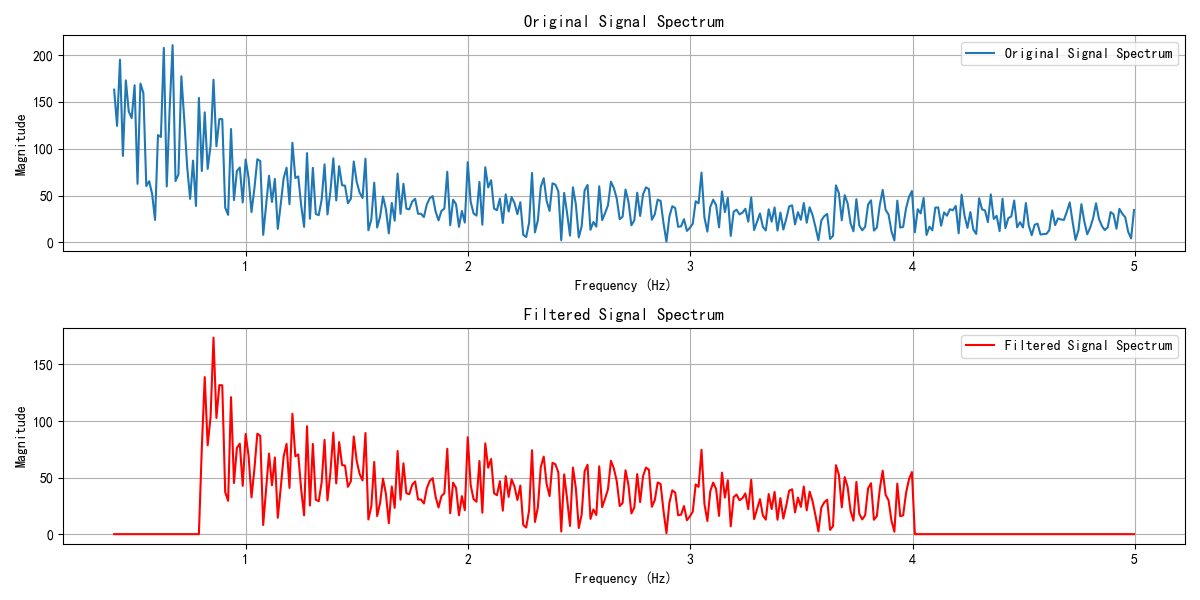 Original Signal Spectrum
Original Signal Spectrum
Magnitude
200
150
100
50
0
1
2
3
4
5
Frequency (Hz)
Filtered Signal Spectrum
Filtered Signal Spectrum
Magnitude
150
100
50
0
1
2
3
4
5
Frequency (Hz)